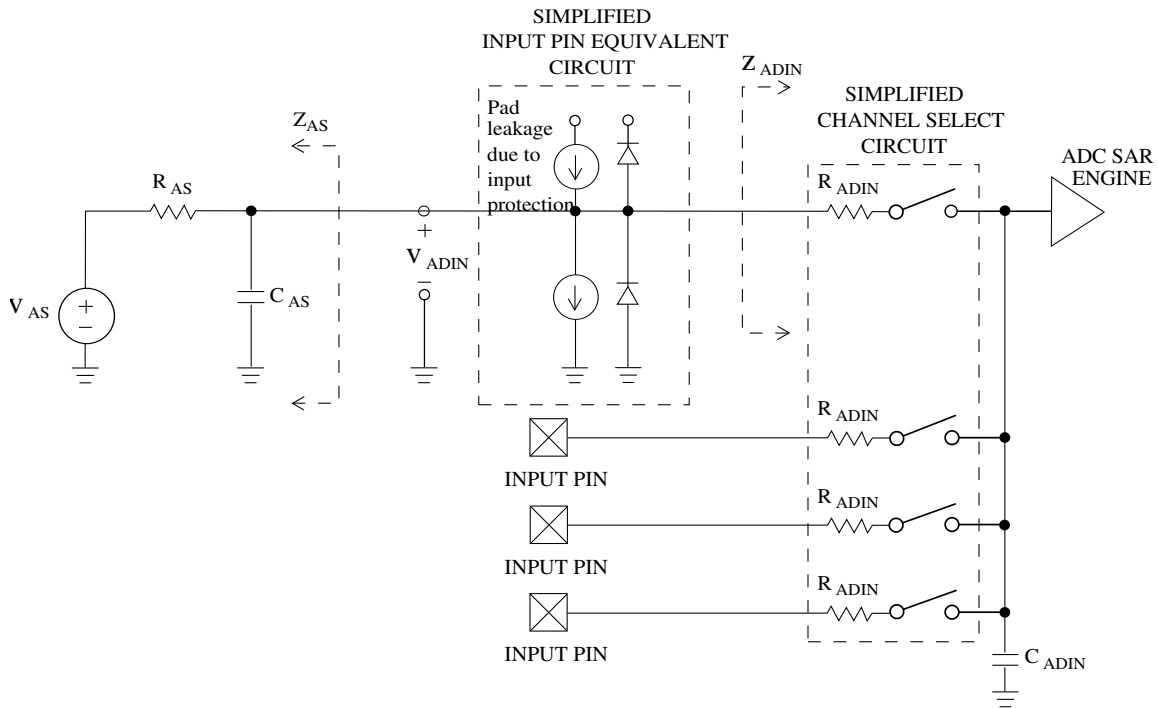 SIMPLIFIED
INPUT PIN EQUIVALENT
CIRCUIT
Z ADIN
SIMPLIFIED
CHANNEL SELECT
CIRCUIT
ADC SAR
ENGINE
Pad
leakage
due to
input
protection
Z AS
R AS
R ADIN
+
V ADIN
-
C AS
V AS
+
-
R ADIN
INPUT PIN
R ADIN
INPUT PIN
R ADIN
INPUT PIN
C ADIN